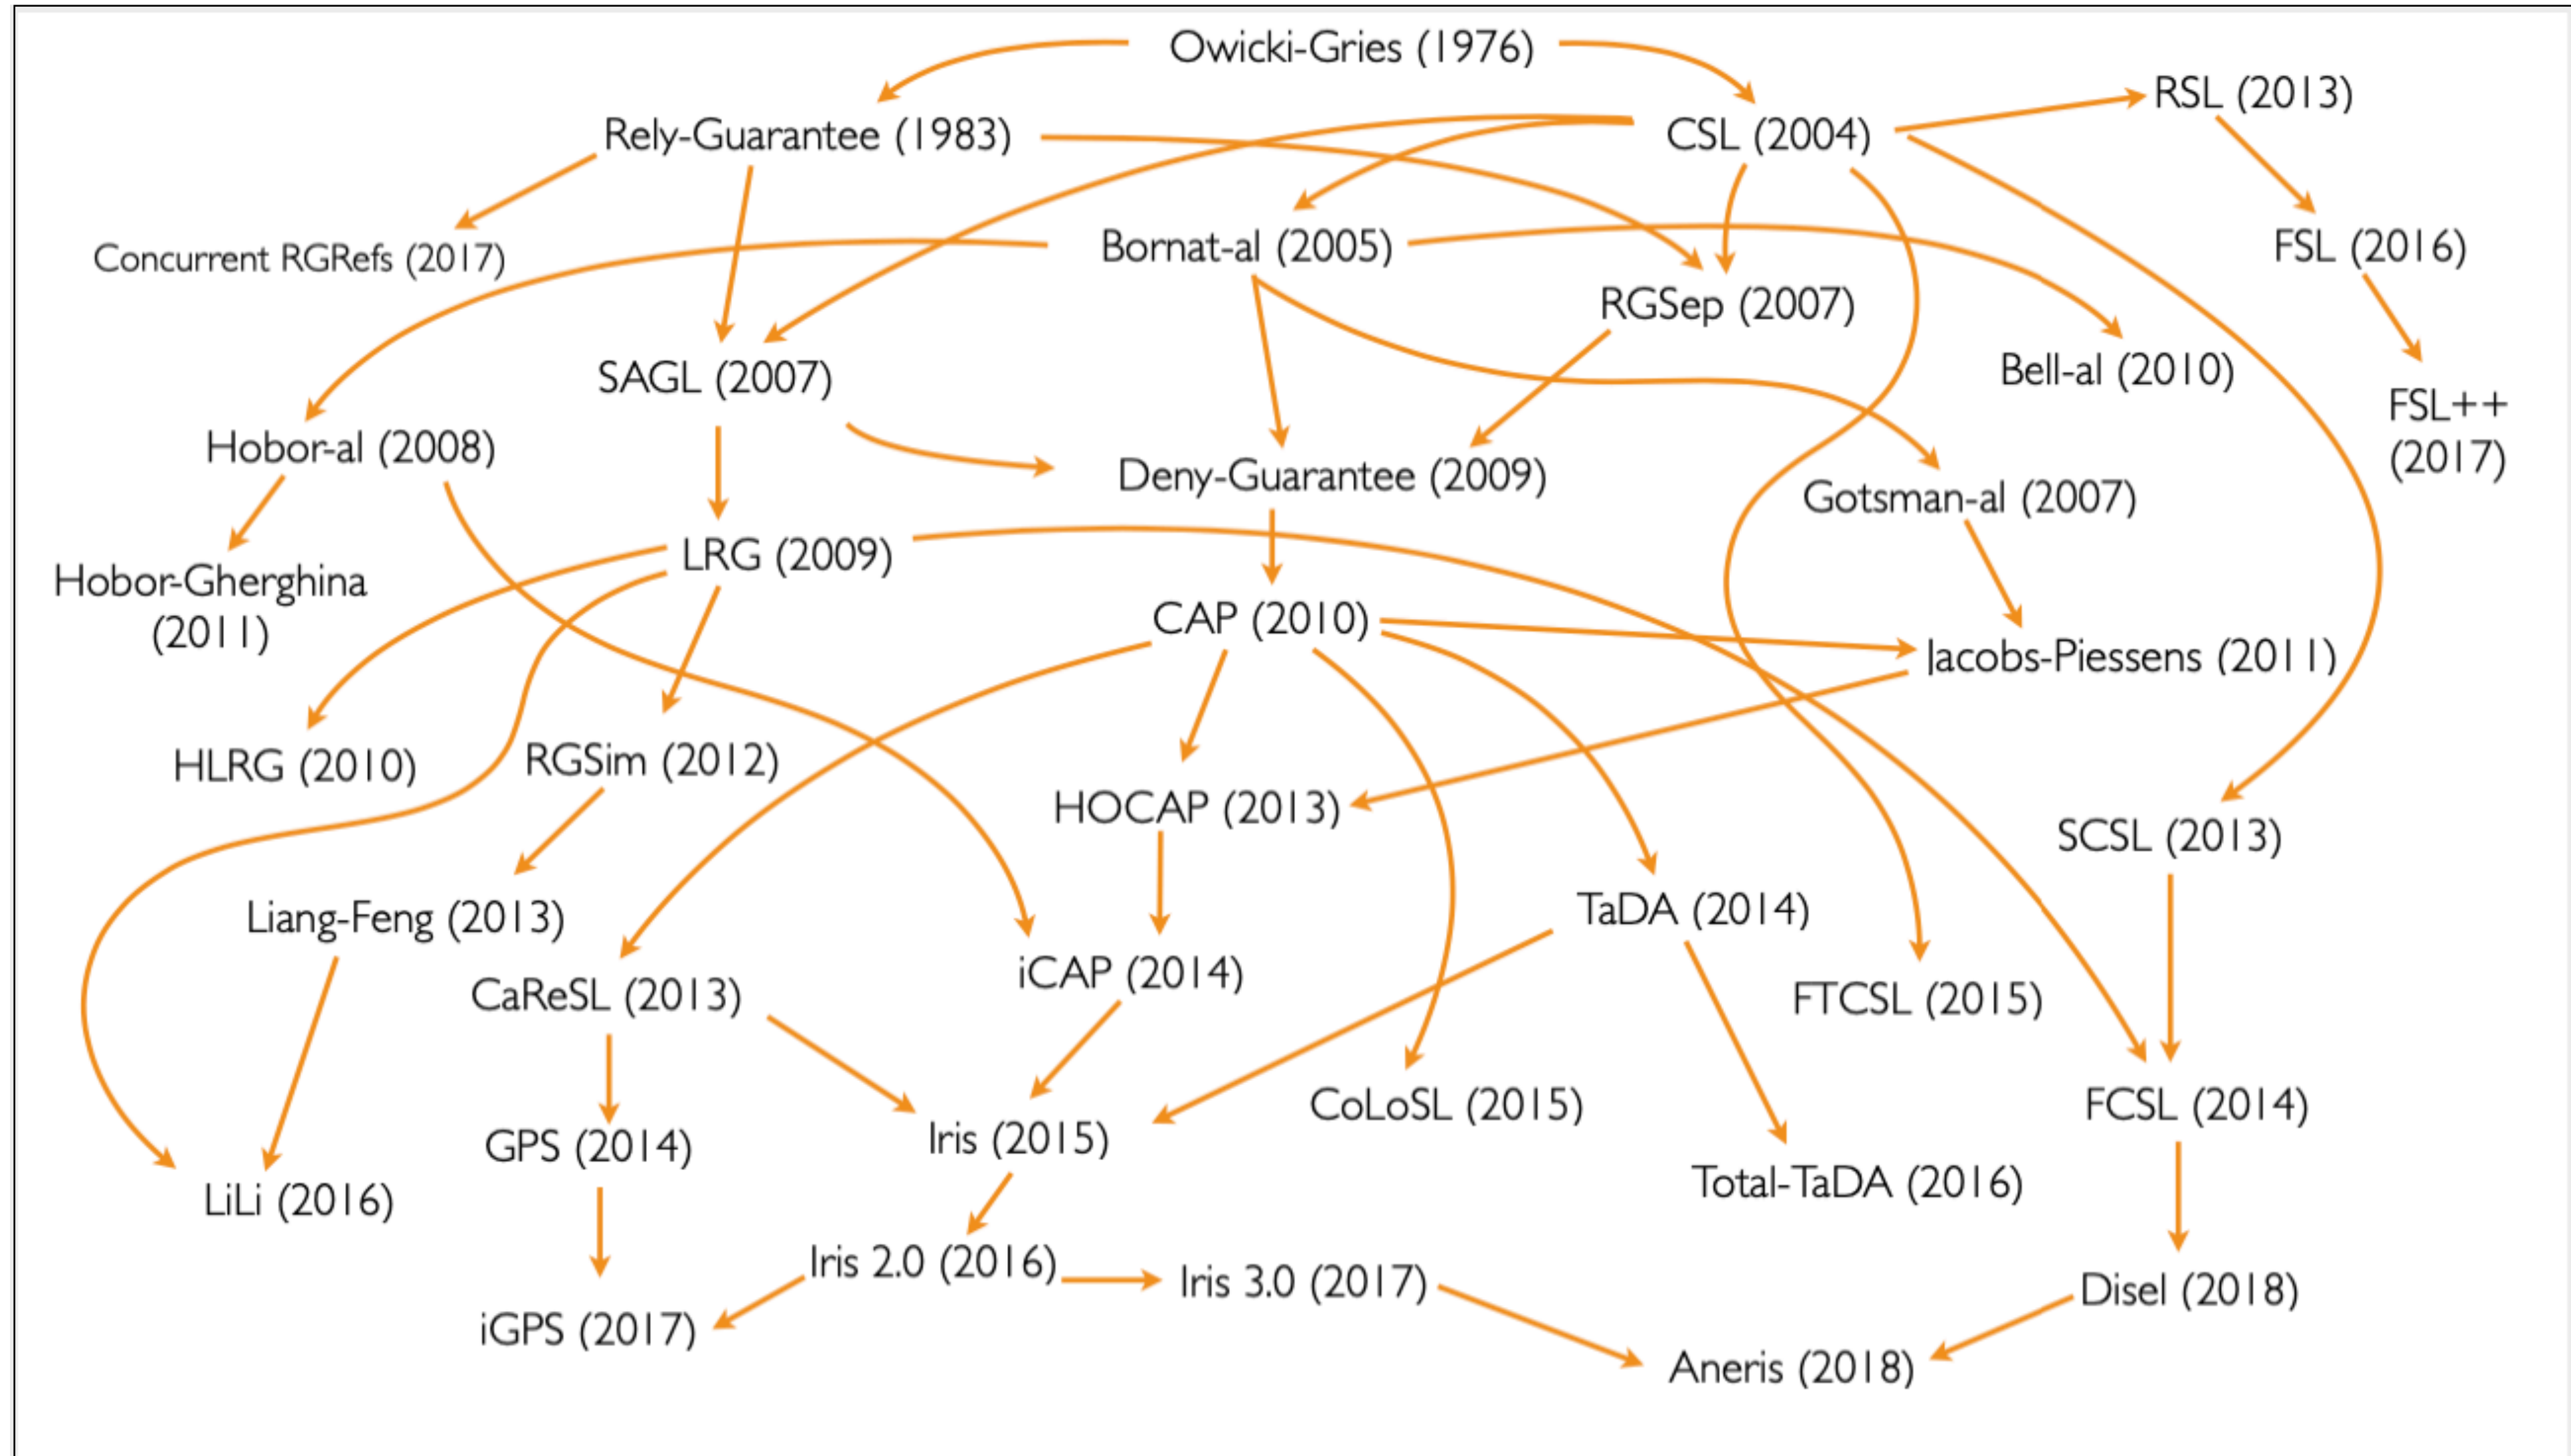 Owicki-Gries (1976)
RSL (2013)
Rely-Guarantee (1983)
CSL (2004)
Concurrent RGRefs (2017)
Bornat-al (2005)
FSL (2016)
RGSep (2007)
SAGL (2007)
Bell-al (2010)
FSL++
(2017)
Hobor-al (2008)
Deny-Guarantee (2009)
Gotsman-al (2007)
LRG (2009)
Hobor-Gherghina
(2011)
CAP (2010)
Jacobs-Piessens (2011)
HLRG (2010)
RGSim (2012)
HOCAP (2013)
SCSL (2013)
Liang-Feng (2013)
TaDA (2014)
CaReSL (2013)
iCAP (2014)
FTCSL (2015)
CoLoSL (2015)
FCSL (2014)
GPS (2014)
Iris (2015)
LiLi (2016)
Total-TaDA (2016)
Iris 2.0 (2016)
Iris 3.0 (2017)
Disel (2018)
iGPS (2017)
Aneris (2018)